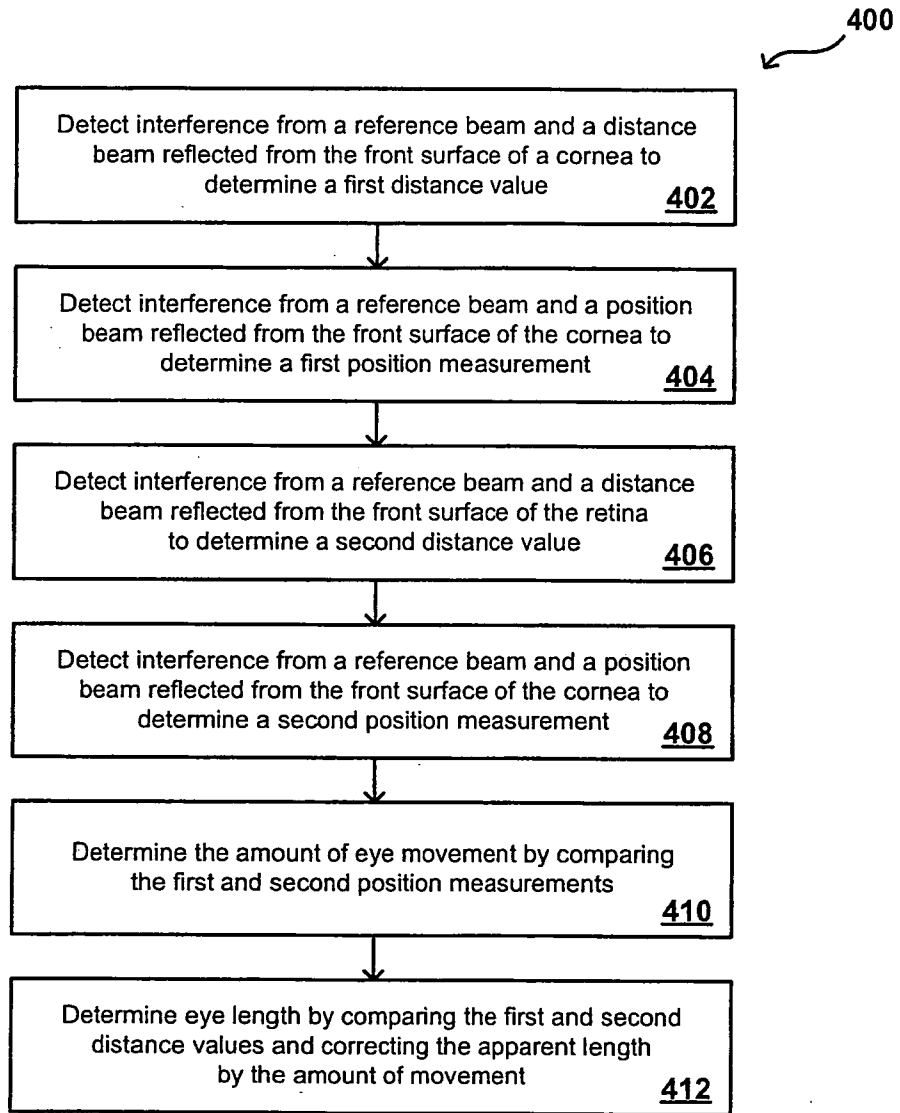 400
Detect interference from a reference beam and a distance
beam reflected from the front surface of a cornea to
determine a first distance value
402
Detect interference from a reference beam and a position
beam reflected from the front surface of the cornea to
determine a first position measurement
404
Detect interference from a reference beam and a distance
beam reflected from the front surface of the retina
to determine a second distance value
406
Detect interference from a reference beam and a position
beam reflected from the front surface of the cornea to
determine a second position measurement
408
Determine the amount of eye movement by comparing
the first and second position measurements
410
Determine eye length by comparing the first and second
distance values and correcting the apparent length
by the amount of movement
412